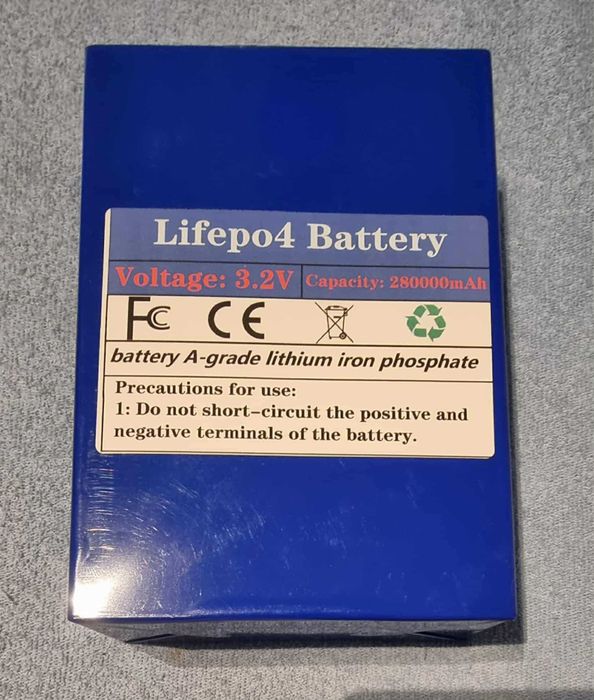 Lifepo4 Battery
Voltage: 3.2V Capacity: 280000mAh
FC CE
battery A-grade lithium iron phosphate
Precautions for use:
1: Do not short-circuit the positive and
negative terminals of the battery.